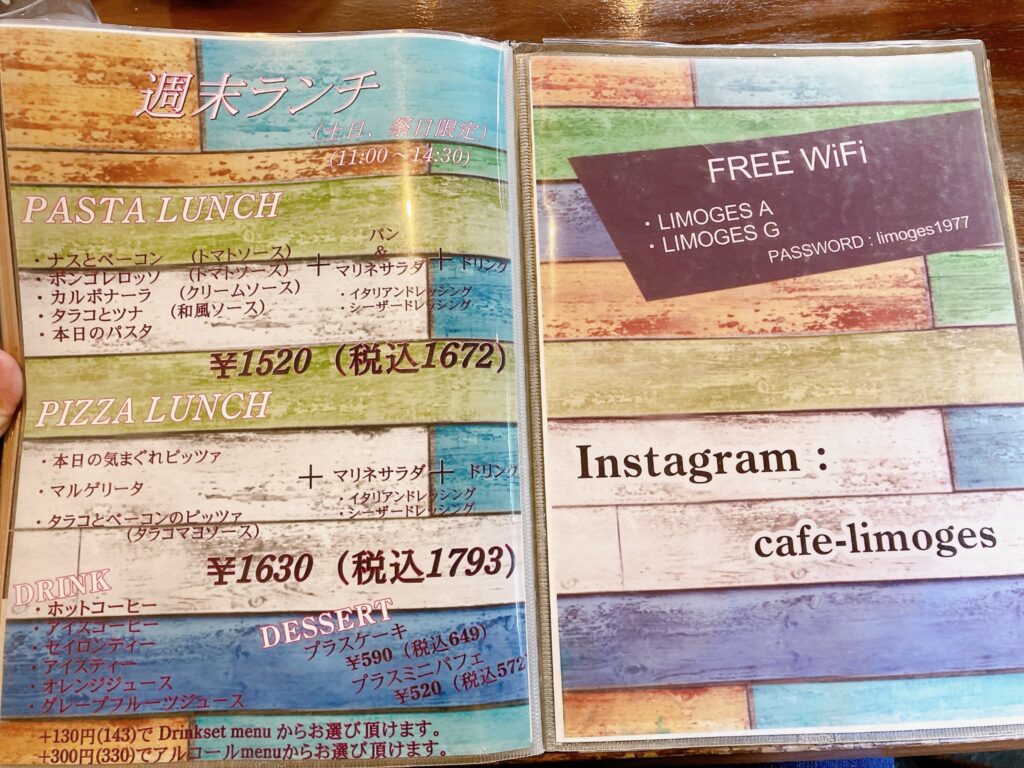 週末ランチ
(土日、祭日限定)
(11:00～14:30)
PASTA LUNCH
・ナスとベーコン (トマトソース)
・ボンゴレロッソ (トマトソース)
・カルボナーラ (クリームソース)
・タラコとツナ (和風ソース)
・本日のパスタ
+
パン
&
マリネサラダ
・イタリアンドレッシング
・シーザードレッシング
+ ドリンク
¥1520 (税込1672)
PIZZA LUNCH
・本日の気まぐれピッツァ
・マルゲリータ
・タラコとベーコンのピッツァ
(タラコマヨソース)
+ マリネサラダ + ドリンク
・イタリアンドレッシング
・シーザードレッシング
¥1630 (税込1793)
DRINK
・ホットコーヒー
・アイスコーヒー
・セイロンティー
・アイスティー
・オレンジジュース
・グレープフルーツジュース
DESSERT
プラスケーキ
¥590 (税込649)
プラスミニパフェ
¥520 (税込572
+130円(143)で Drinkset menu からお選び頂けます。
+300円(330)でアルコールmenuからお選び頂けます。
FREE WiFi
・LIMOGES A
・LIMOGES G
PASSWORD : limoges1977
Instagram :
cafe-limoges